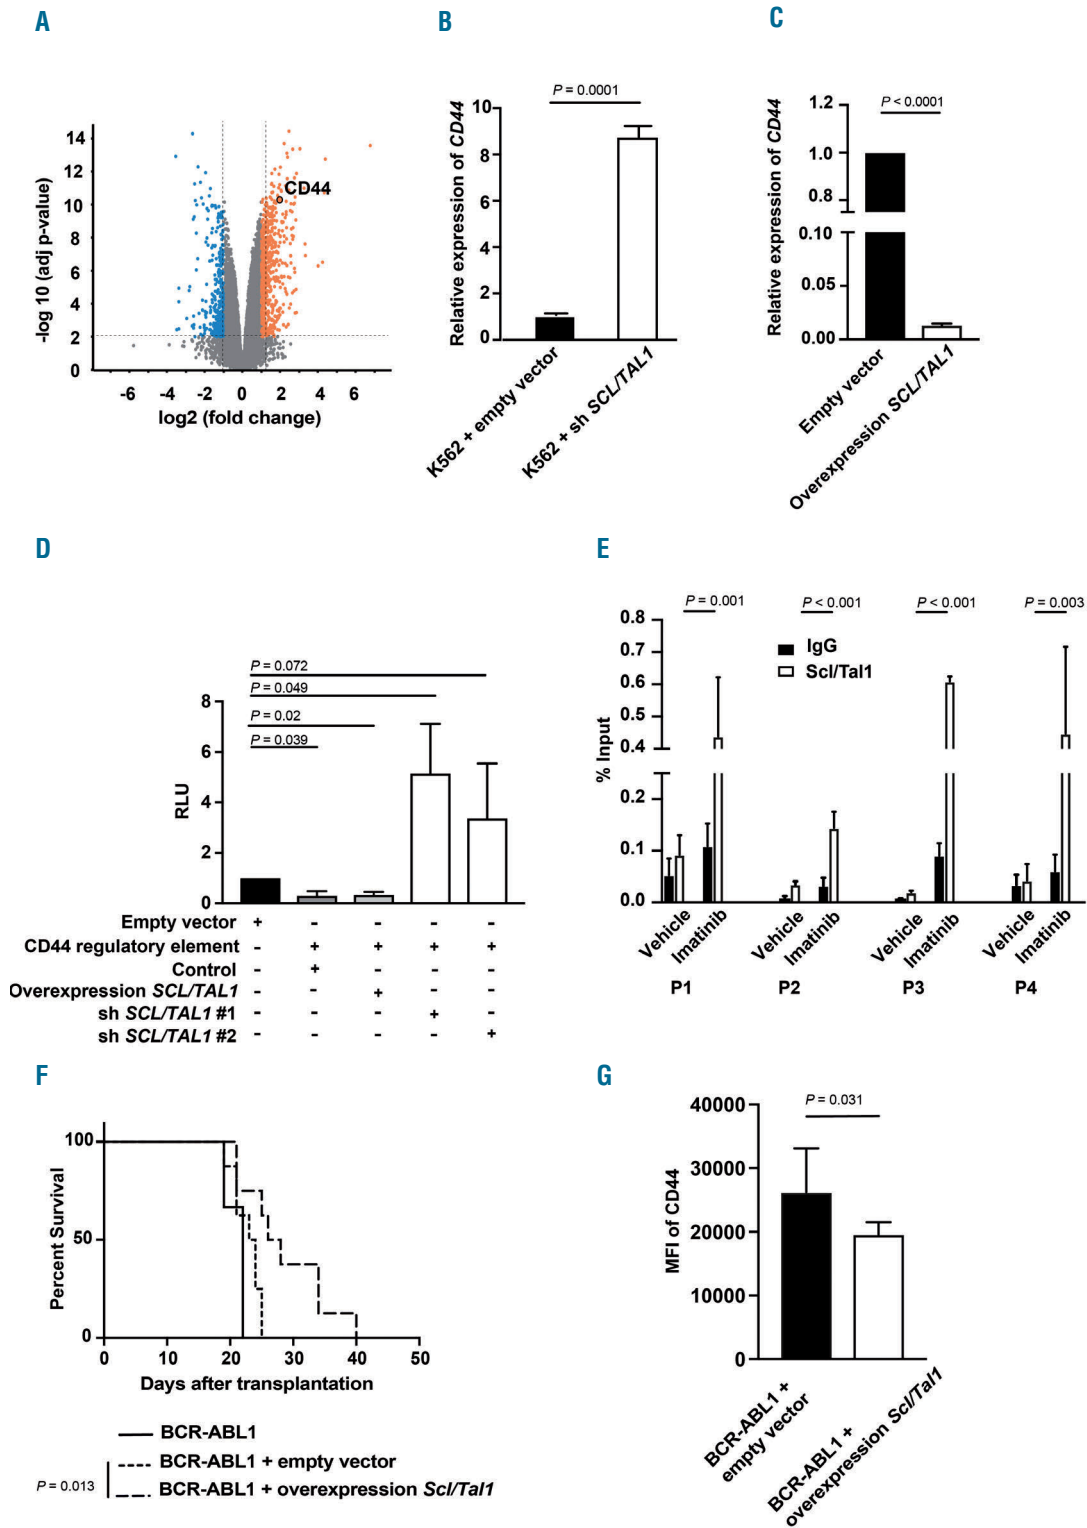 A
14
12
10
8
6
4
2
0
-log 10 (adj p-value)
CD44
-6 -4 -2 0 2 4 6
log2 (fold change)
B
P = 0.0001
10
8
6
4
2
0
Relative expression of CD44
K562 + empty vector
K562 + sh SCL/TAL1
C
P < 0.0001
1.2
1.0
0.8
0.10
0.05
0.00
Relative expression of CD44
Empty vector
Overexpression SCL/TAL1
D
P = 0.072
P = 0.049
P = 0.02
P = 0.039
8
6
4
2
0
RLU
Empty vector + - - - -
CD44 regulatory element - + + + +
Control - + - - -
Overexpression SCL/TAL1 - - + - -
sh SCL/TAL1 #1 - - - + -
sh SCL/TAL1 #2 - - - - +
E
P = 0.001 P < 0.001 P < 0.001 P = 0.003
IgG
Scl/Tal1
0.8
0.7
0.6
0.5
0.4
0.2
0.1
0.0
% Input
Vehicle Imatinib Vehicle Imatinib Vehicle Imatinib Vehicle Imatinib
P1 P2 P3 P4
F
100
50
0
Percent Survival
0 10 20 30 40 50
Days after transplantation
BCR-ABL1
BCR-ABL1 + empty vector
P = 0.013
BCR-ABL1 + overexpression Scl/Tal1
G
P = 0.031
40000
30000
20000
10000
0
MFI of CD44
BCR-ABL1 +
empty vector
BCR-ABL1 +
overexpression Scl/Tal1